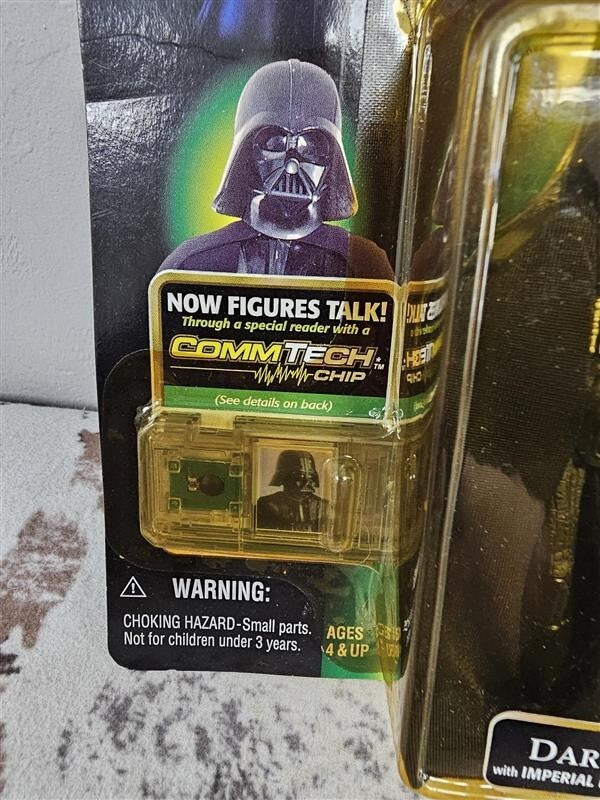 NOW FIGURES TALK!
Through a special reader with a
COMMTECH™
CHIP
(See details on back)
WARNING:
CHOKING HAZARD-Small parts.
Not for children under 3 years.
AGES
4 & UP
DAR
with IMPERIAL